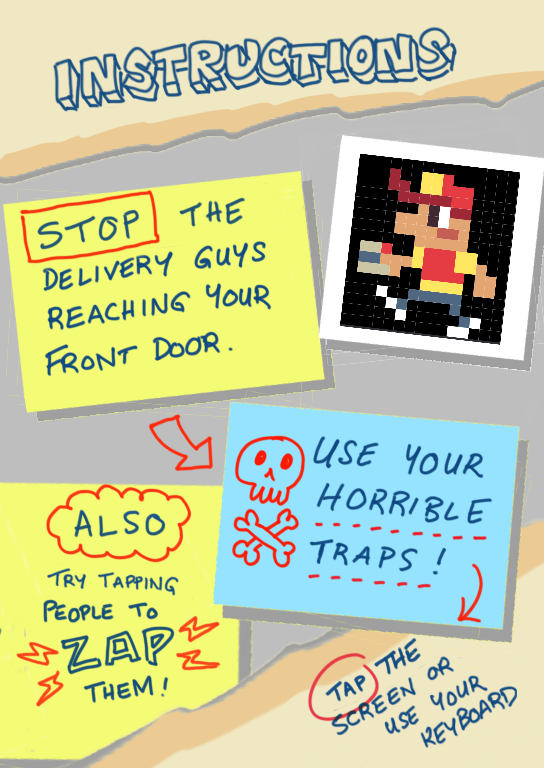 INSTRUCTIONS
STOP THE
DELIVERY GUYS
REACHING YOUR
FRONT DOOR.
USE YOUR
HORRIBLE
TRAPS!
ALSO
TRY TAPPING
PEOPLE TO
ZAP
THEM!
TAP THE
SCREEN OR
USE YOUR
KEYBOARD